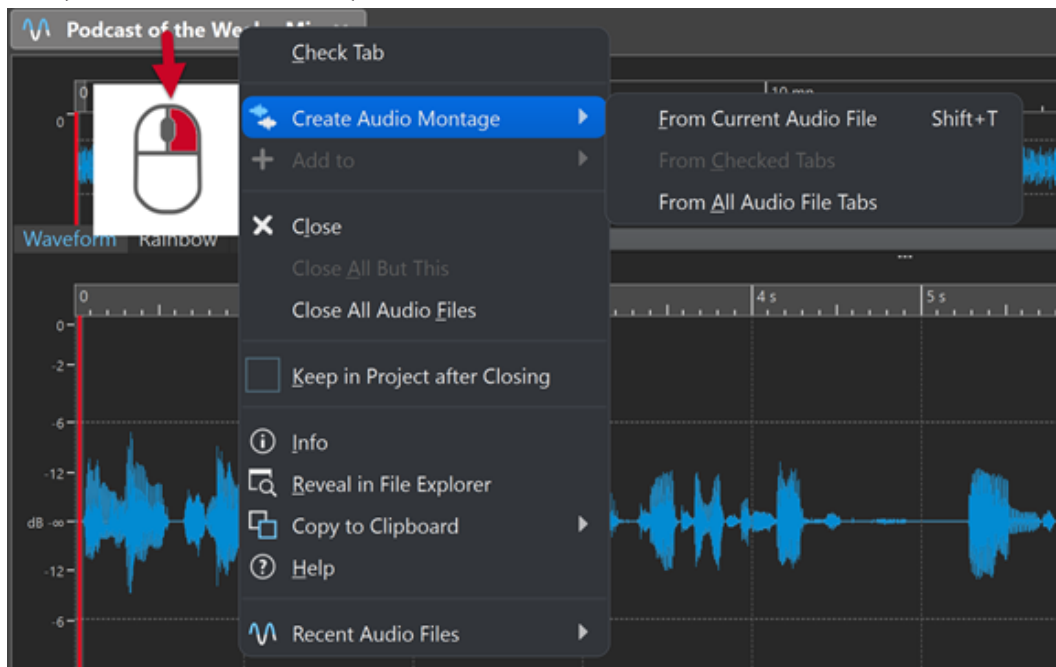 Podcast of the We
Check Tab
0
10 mn
0
Create Audio Montage
From Current Audio File Shift+T
Add to
From Checked Tabs
From All Audio File Tabs
Close
Waveform Rainbow
Close All But This
Close All Audio Files
0 4 s 5 s
0
-2
Keep in Project after Closing
-6
Info
-12
Reveal in File Explorer
Copy to Clipboard
dB -∞
Help
-12
-6
Recent Audio Files